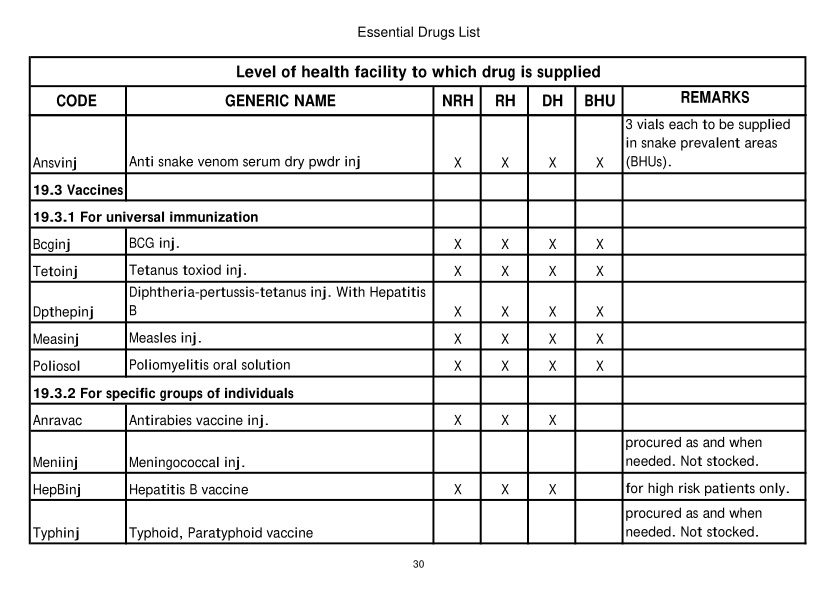 Essential Drugs List
Level of health facility to which drug is supplied
CODE GENERIC NAME NRH RH DH BHU REMARKS
3 vials each to be supplied
in snake prevalent areas
Ansvinj Anti snake venom serum dry pwdr inj X X X X (BHUs).
19.3 Vaccines
19.3.1 For universal immunization
Bcginj BCG inj. X X X X
Tetoinj Tetanus toxiod inj. X X X X
Diphtheria-pertussis-tetanus inj. With Hepatitis
Dpthepinj B X X X X
Measinj Measles inj. X X X X
Poliosol Poliomyelitis oral solution X X X X
19.3.2 For specific groups of individuals
Anravac Antirabies vaccine inj. X X X
procured as and when
Meniinj Meningococcal inj. needed. Not stocked.
HepBinj Hepatitis B vaccine X X X for high risk patients only.
procured as and when
Typhinj Typhoid, Paratyphoid vaccine needed. Not stocked.
30